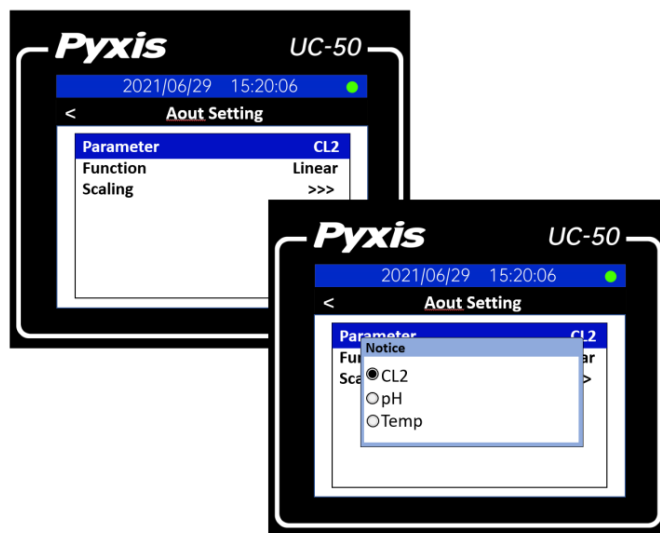 Pyxis UC-50
2021/06/29 15:20:06
< Aout Setting
Parameter CL2
Function Linear
Scaling >>>
Pyxis UC-50
2021/06/29 15:20:06
< Aout Setting
Parameter CL2
Notice
CL2
pH
Temp